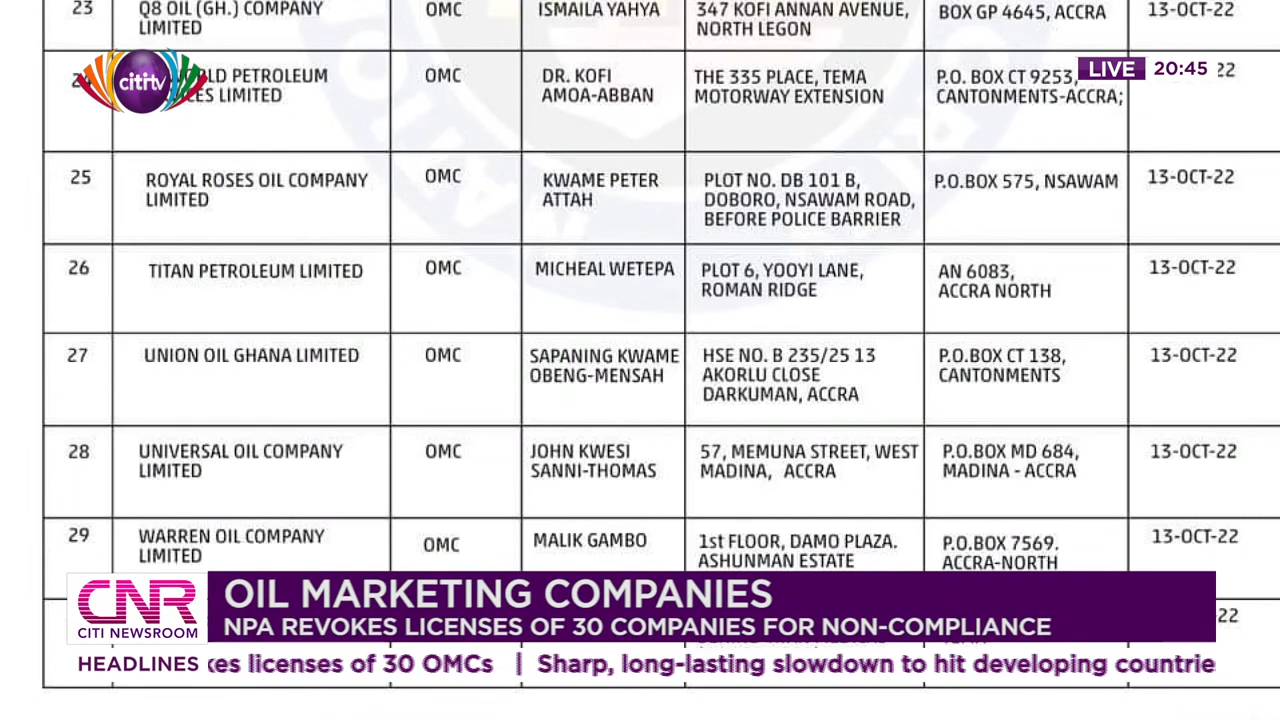 23
Q8 OIL (GH.) COMPANY
LIMITED
OMC
ISMAILA YAHYA
347 KOFI ANNAN AVENUE,
NORTH LEGON
BOX GP 4645, ACCRA
13-OCT-22
PETROLEUM
LIMITED
OMC
DR. KOFI
AMOA-ABBAN
THE 335 PLACE, TEMA
MOTORWAY EXTENSION
P.O. BOX CT 9253,
CANTONMENTS-ACCRA;
22
citi tv
LIVE 20:45
25
ROYAL ROSES OIL COMPANY
LIMITED
OMC
KWAME PETER
ATTAH
PLOT NO. DB 101 B,
DOBORO, NSAWAM ROAD,
BEFORE POLICE BARRIER
P.O.BOX 575, NSAWAM
13-OCT-22
26
TITAN PETROLEUM LIMITED
OMC
MICHEAL WETEPA
PLOT 6, YOOYI LANE,
ROMAN RIDGE
AN 6083,
ACCRA NORTH
13-OCT-22
27
UNION OIL GHANA LIMITED
OMC
SAPANING KWAME
OBENG-MENSAH
HSE NO. B 235/25 13
AKORLU CLOSE
DARKUMAN, ACCRA
P.O.BOX CT 138,
CANTONMENTS
13-OCT-22
28
UNIVERSAL OIL COMPANY
LIMITED
OMC
JOHN KWESI
SANNI-THOMAS
57, MEMUNA STREET, WEST
MADINA, ACCRA
P.O.BOX MD 684,
MADINA - ACCRA
13-OCT-22
29
WARREN OIL COMPANY
LIMITED
OMC
MALIK GAMBO
1st FLOOR, DAMO PLAZA.
ASHUNMAN ESTATE
P.O.BOX 7569.
ACCRA-NORTH
13-OCT-22
22
CNR
CITI NEWSROOM
OIL MARKETING COMPANIES
NPA REVOKES LICENSES OF 30 COMPANIES FOR NON-COMPLIANCE
HEADLINES
kes licenses of 30 OMCs | Sharp, long-lasting slowdown to hit developing countrie